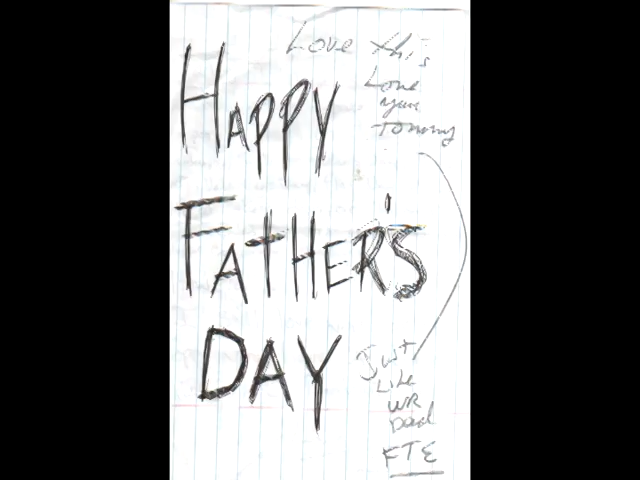 Love this
Love
you
Tommy
HAPPY
FATHER'S
DAY
Just
Like
WR
Dad
FTE